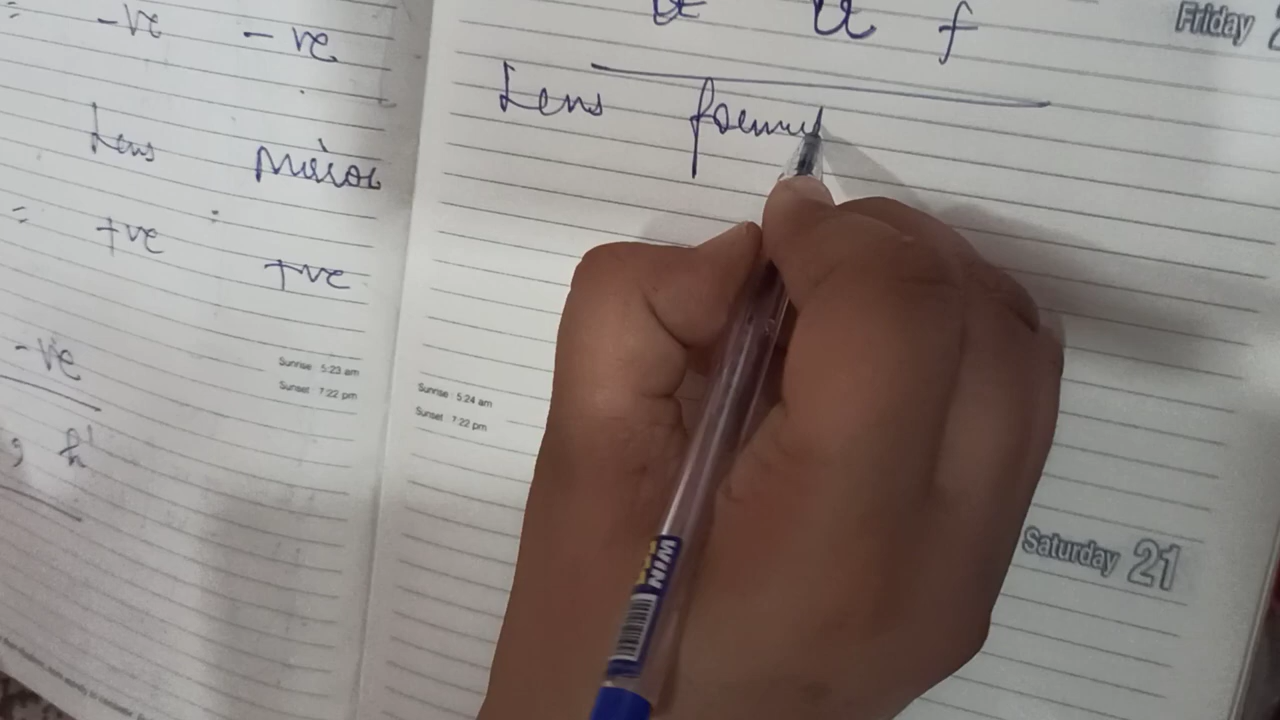 = -ve -ve
Lens Mirror
= +ve +ve
-ve
, h'
Sunrise : 5:23 am
Sunset : 7:22 pm
u f
Friday
Lens formul
Sunrise : 5:24 am
Sunset : 7:22 pm
Saturday 21
WIN